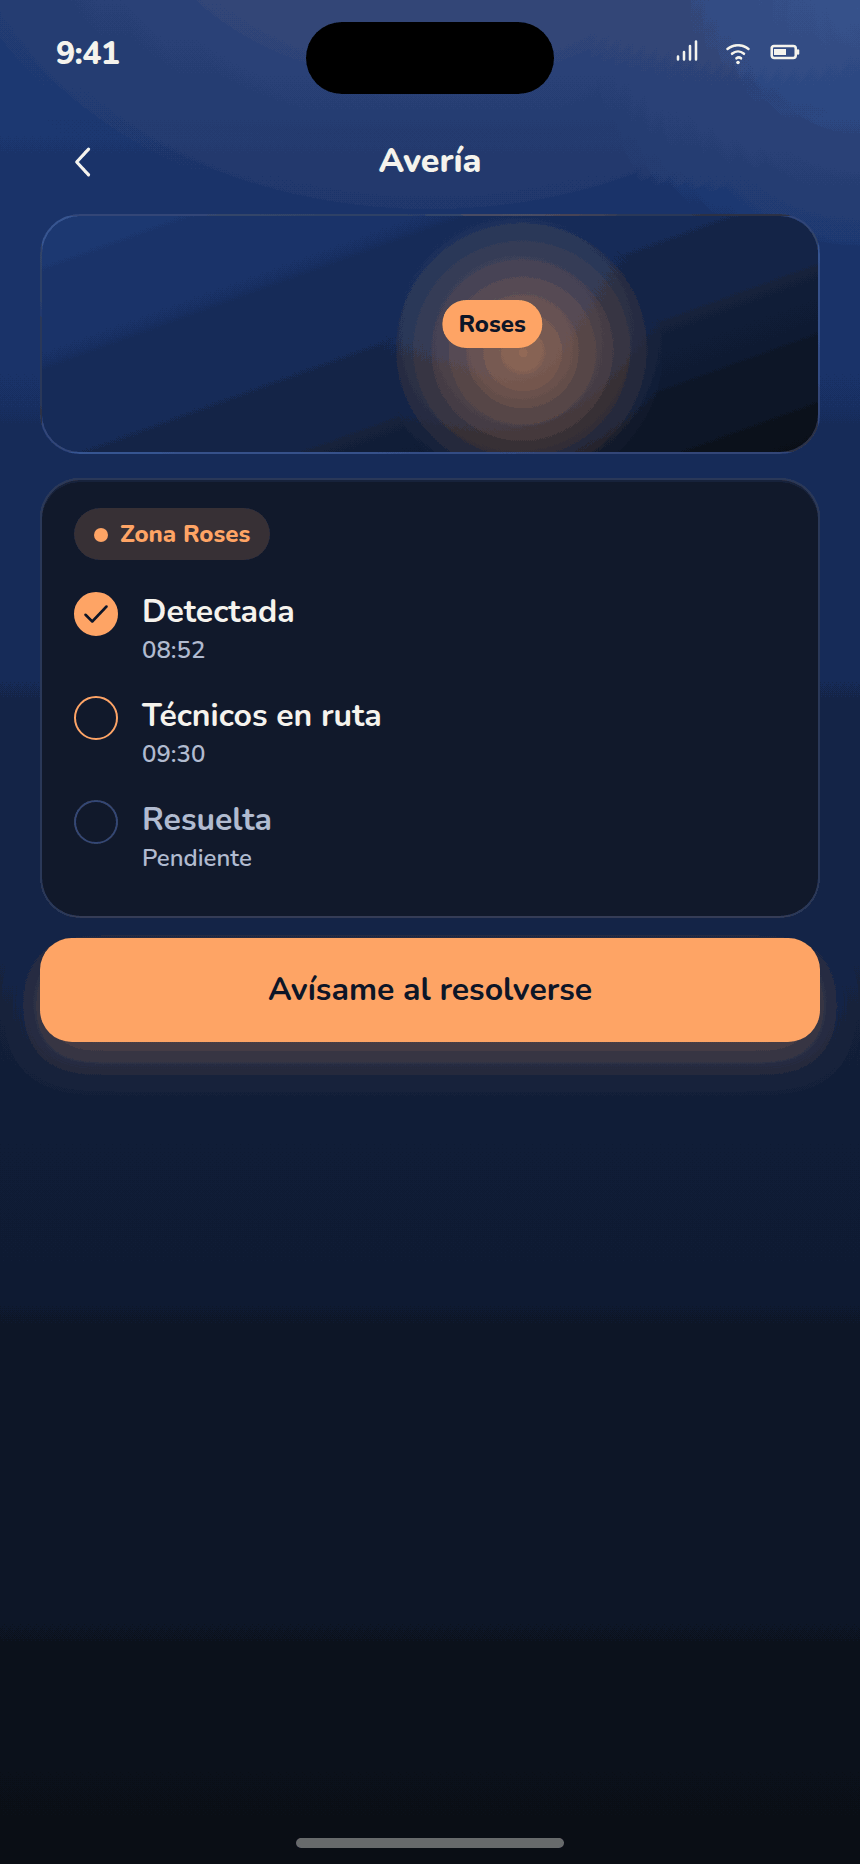 9:41
Avería
Roses
Zona Roses
Detectada
08:52
Técnicos en ruta
09:30
Resuelta
Pendiente
Avísame al resolverse